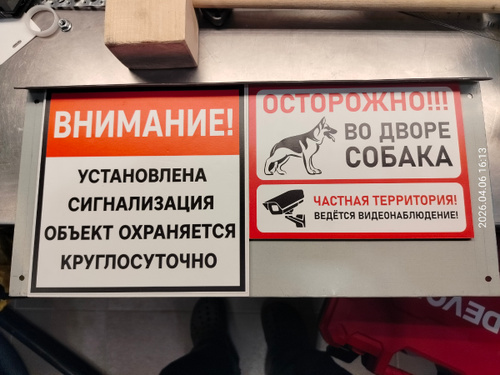 ВНИМАНИЕ!
УСТАНОВЛЕНА
СИГНАЛИЗАЦИЯ
ОБЪЕКТ ОХРАНЯЕТСЯ
КРУГЛОСУТОЧНО
ОСТОРОЖНО!!!
ВО ДВОРЕ
СОБАКА
ЧАСТНАЯ ТЕРРИТОРИЯ!
ВЕДЁТСЯ ВИДЕОНАБЛЮДЕНИЕ!
2026.04.06 16:13